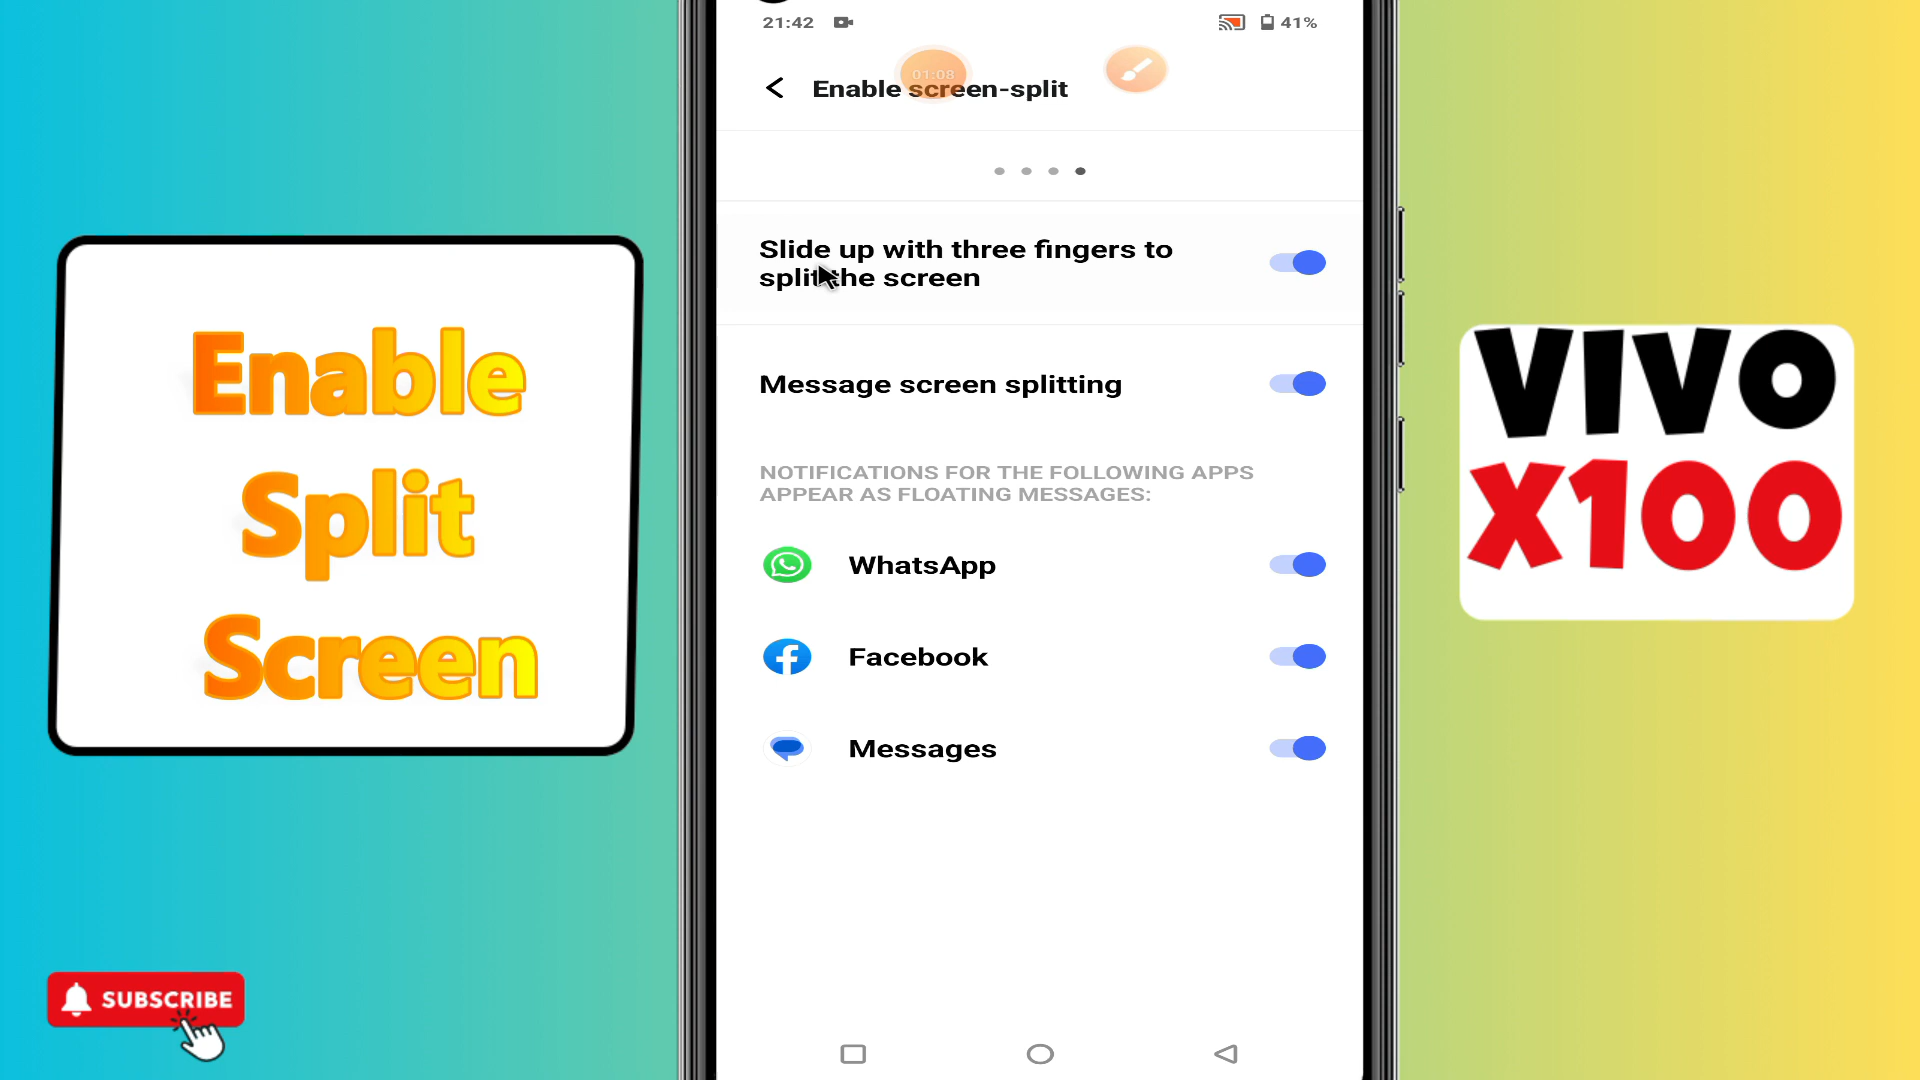 21:42
41%
01:08
Enable screen-split
Slide up with three fingers to
split the screen
Message screen splitting
NOTIFICATIONS FOR THE FOLLOWING APPS
APPEAR AS FLOATING MESSAGES:
WhatsApp
Facebook
Messages
Enable
Split
Screen
SUBSCRIBE
VIVO
X100